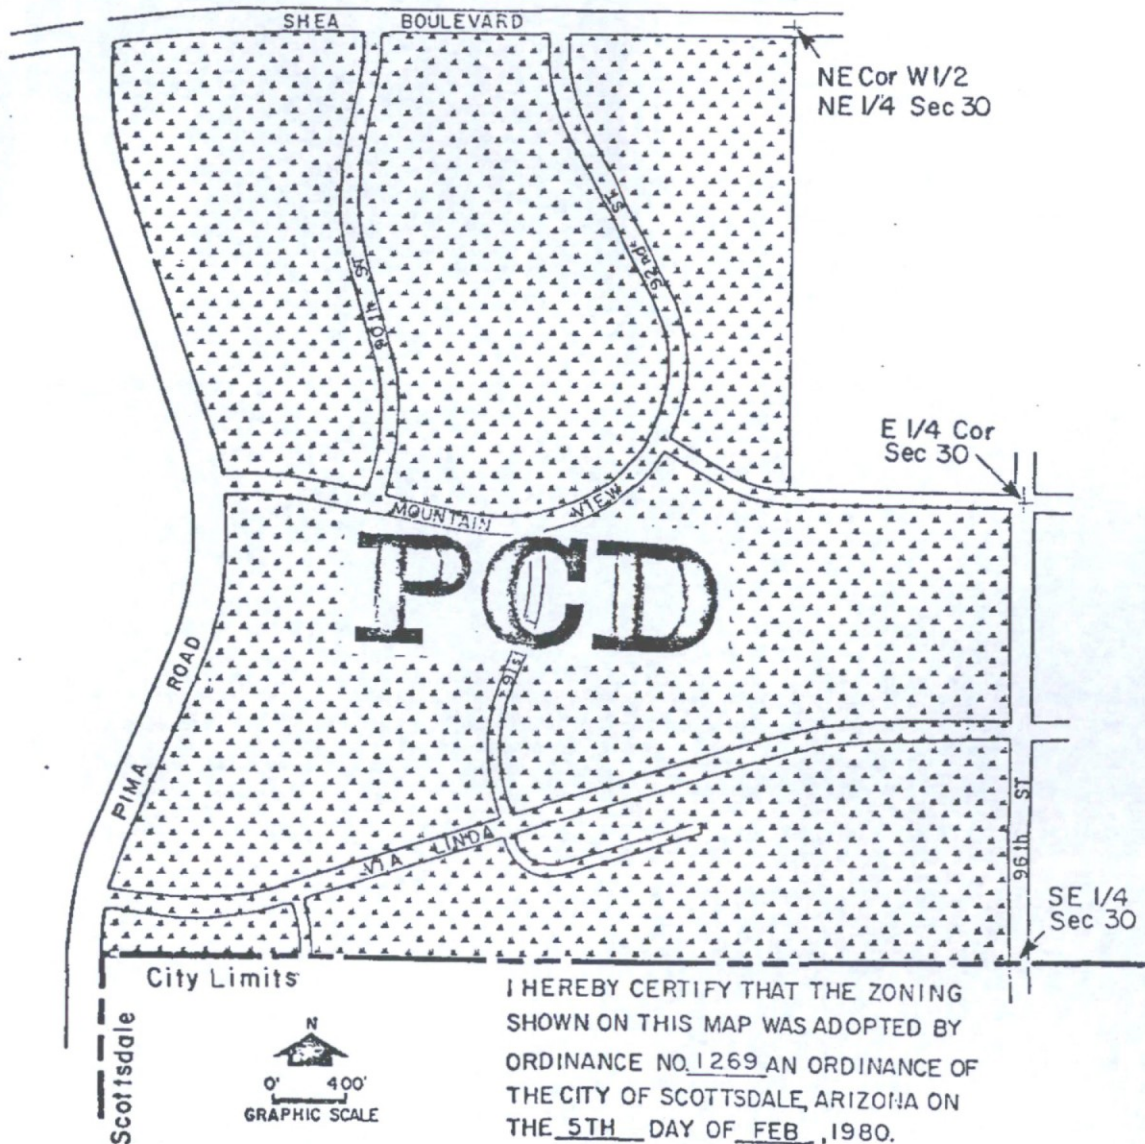 SHEA BOULEVARD
NE Cor W1/2
NE 1/4 Sec 30
92nd ST
90th ST
E 1/4 Cor
Sec 30
MOUNTAIN VIEW
PCD
PIMA ROAD
91s
VIA LINDA
96th ST
SE 1/4
Sec 30
City Limits
Scottsdale
N
0' 400'
GRAPHIC SCALE
I HEREBY CERTIFY THAT THE ZONING
SHOWN ON THIS MAP WAS ADOPTED BY
ORDINANCE NO. 1269 AN ORDINANCE OF
THE CITY OF SCOTTSDALE, ARIZONA ON
THE 5TH DAY OF FEB, 1980.